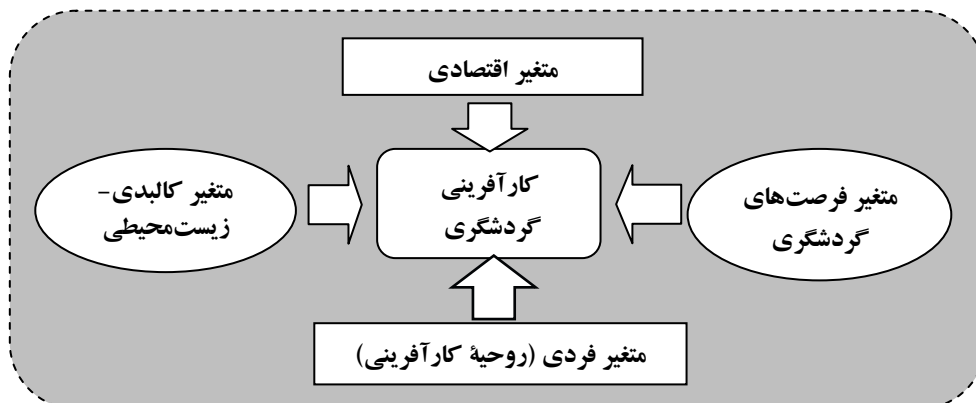 متغیر اقتصادی
متغیر فرصت‌های
گردشگری
کارآفرینی
گردشگری
متغیر کالبدی-
زیست‌محیطی
متغیر فردی (روحیهٔ کارآفرینی)